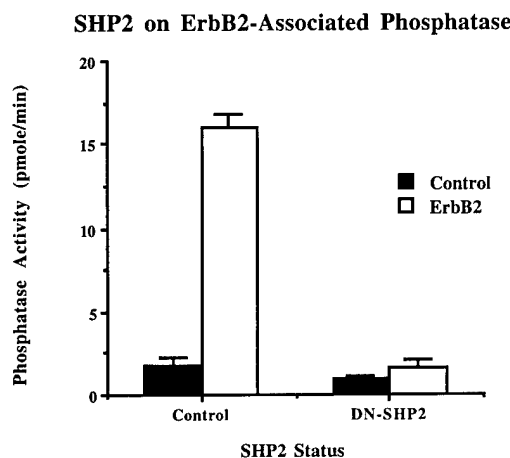 SHP2 on ErbB2-Associated Phosphatase
Phosphatase Activity (pmole/min)
20
15
10
5
0
Control
ErbB2
Control
DN-SHP2
SHP2 Status